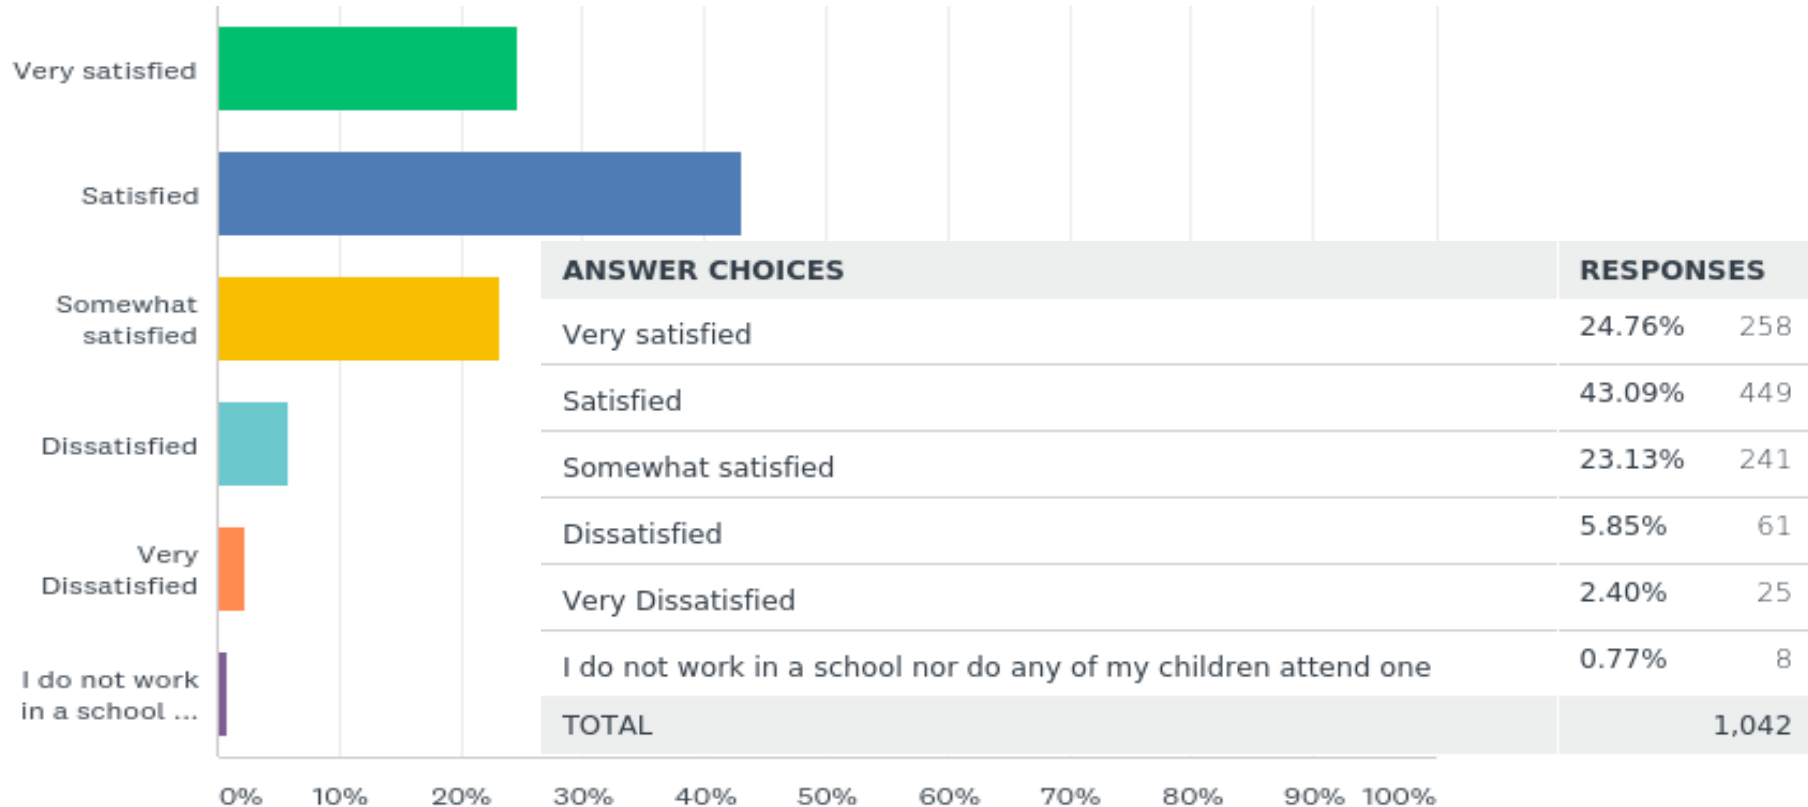 Very satisfied
Satisfied
Somewhat
satisfied
Dissatisfied
Very
Dissatisfied
I do not work
in a school ...
0% 10% 20% 30% 40% 50% 60% 70% 80% 90% 100%
ANSWER CHOICES RESPONSES
Very satisfied 24.76% 258
Satisfied 43.09% 449
Somewhat satisfied 23.13% 241
Dissatisfied 5.85% 61
Very Dissatisfied 2.40% 25
I do not work in a school nor do any of my children attend one 0.77% 8
TOTAL 1,042